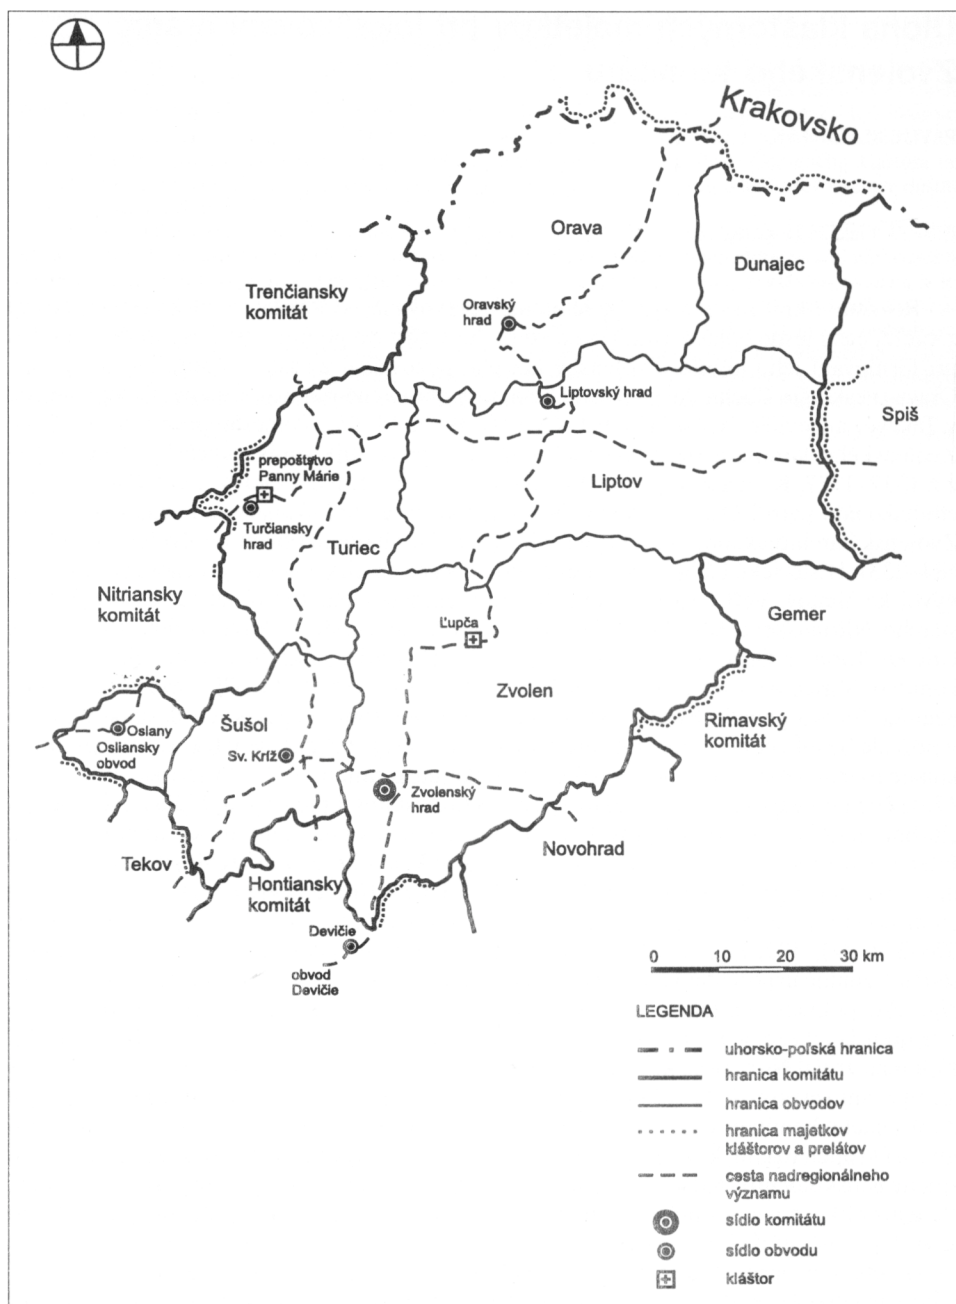 Krakovsko
Orava
Dunajec
Trenčiansky
komitát
Oravský
hrad
Liptovský hrad
Spiš
prepoštstvo
Panny Márie
Liptov
Turčiansky
hrad
Turiec
Nitriansky
komitát
Gemer
Ľupča
Zvolen
Rimavský
komitát
Šušol
Oslany
Osliansky
obvod
Sv. Kríž
Zvolenský
hrad
Novohrad
Tekov
Hontiansky
komitát
Devičie
obvod
Devičie
0 10 20 30 km
LEGENDA
uhorsko-poľská hranica
hranica komitátu
hranica obvodov
hranica majetkov
kláštorov a prelátov
cesta nadregionálneho
významu
sídlo komitátu
sídlo obvodu
kláštor